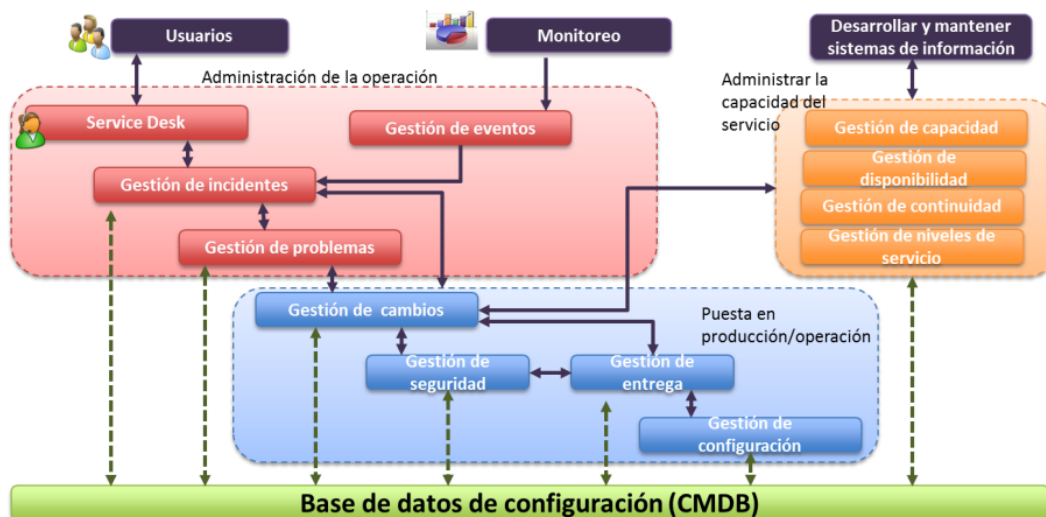 Usuarios
Monitoreo
Desarrollar y mantener
sistemas de información
Administración de la operación
Administrar la
capacidad del
servicio
Service Desk
Gestión de eventos
Gestión de capacidad
Gestión de
disponibilidad
Gestión de incidentes
Gestión de continuidad
Gestión de problemas
Gestión de niveles de
servicio
Gestión de cambios
Puesta en
producción/operación
Gestión de
seguridad
Gestión de
entrega
Gestión de
configuración
Base de datos de configuración (CMDB)